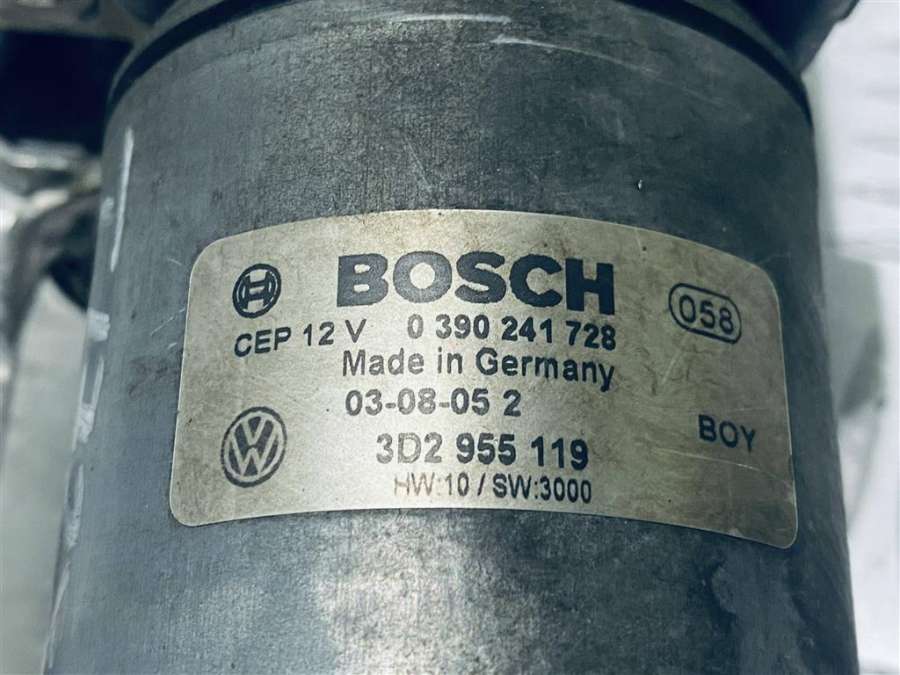 BOSCH
058
CEP 12 V 0 390 241 728
Made in Germany
03-08-05 2
BOY
3D2 955 119
HW:10 / SW:3000